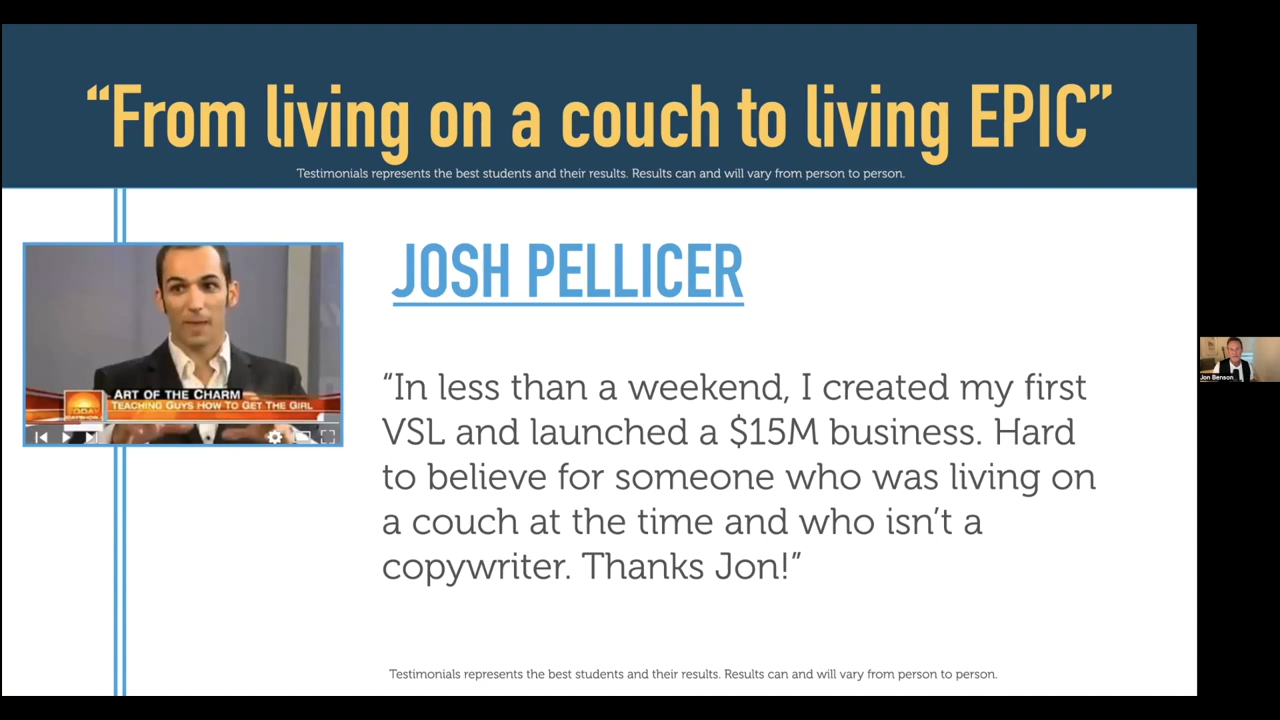 “From living on a couch to living EPIC”
Testimonials represents the best students and their results. Results can and will vary from person to person.
JOSH PELLICER
ART OF THE CHARM
TEACHING GUYS HOW TO GET THE GIRL
TODAY
“In less than a weekend, I created my first
VSL and launched a $15M business. Hard
to believe for someone who was living on
a couch at the time and who isn’t a
copywriter. Thanks Jon!”
Jon Benson
Testimonials represents the best students and their results. Results can and will vary from person to person.